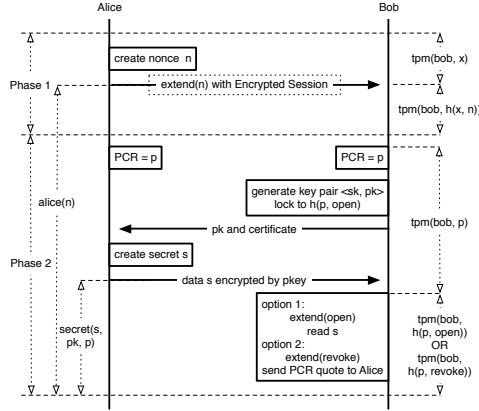 Alice
Bob
create nonce n
tpm(bob, x)
Phase 1
extend(n) with Encrypted Session
tpm(bob, h(x, n))
PCR = p
PCR = p
generate key pair <sk, pk>
lock to h(p, open)
alice(n)
tpm(bob, p)
pk and certificate
create secret s
Phase 2
data s encrypted by pkey
option 1:
extend(open)
read s
option 2:
extend(revoke)
send PCR quote to Alice
secret(s,
pk, p)
tpm(bob,
h(p, open))
OR
tpm(bob,
h(p, revoke))